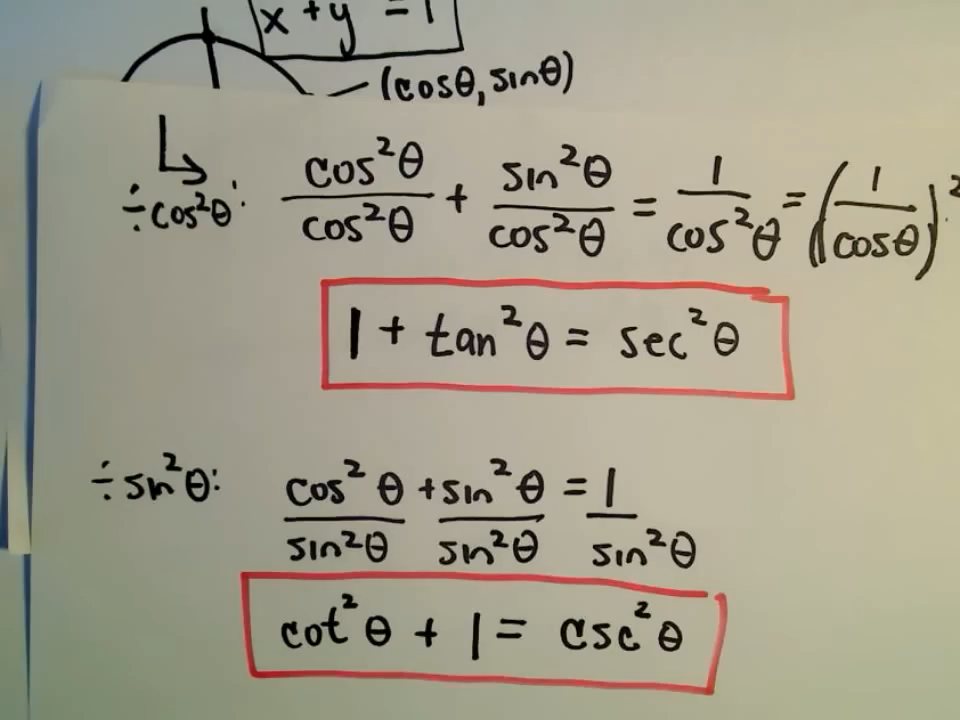 x + y = 1
(cosθ, sinθ)
÷cos²θ: cos²θ/cos²θ + sin²θ/cos²θ = 1/cos²θ = (1/cosθ)²
1 + tan²θ = sec²θ
÷sin²θ: cos²θ/sin²θ + sin²θ/sin²θ = 1/sin²θ
cot²θ + 1 = csc²θ